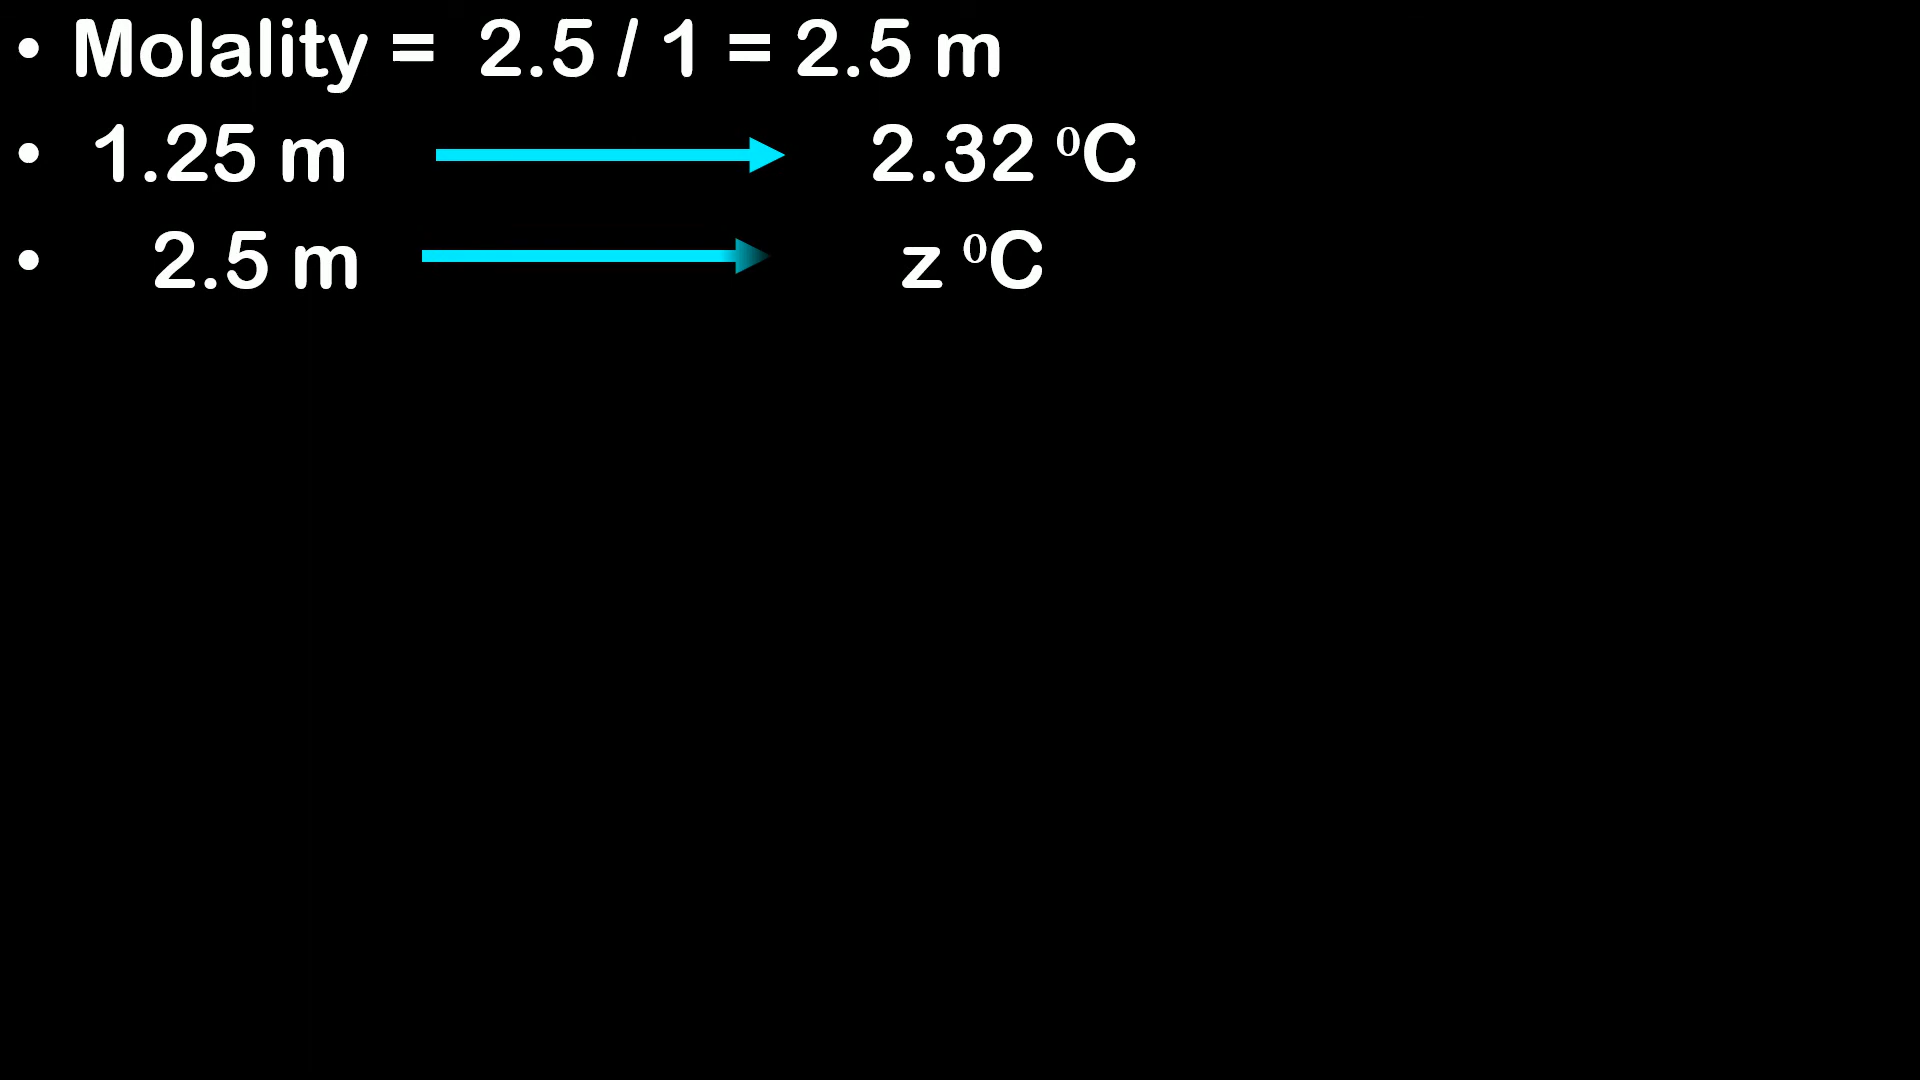 • Molality = 2.5 / 1 = 2.5 m
• 1.25 m 2.32 ⁰C
• 2.5 m z ⁰C